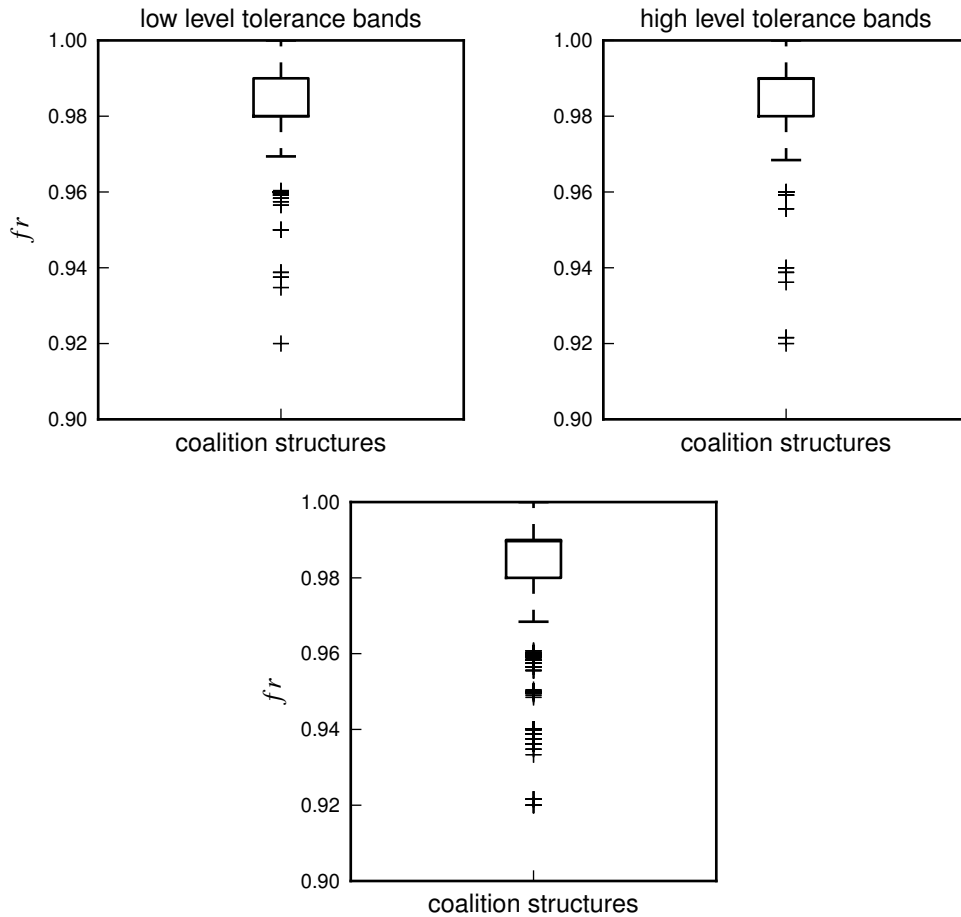 low level tolerance bands
high level tolerance bands
1.00
0.98
0.96
0.94
0.92
0.90
fr
coalition structures
1.00
0.98
0.96
0.94
0.92
0.90
coalition structures
1.00
0.98
0.96
0.94
0.92
0.90
fr
coalition structures